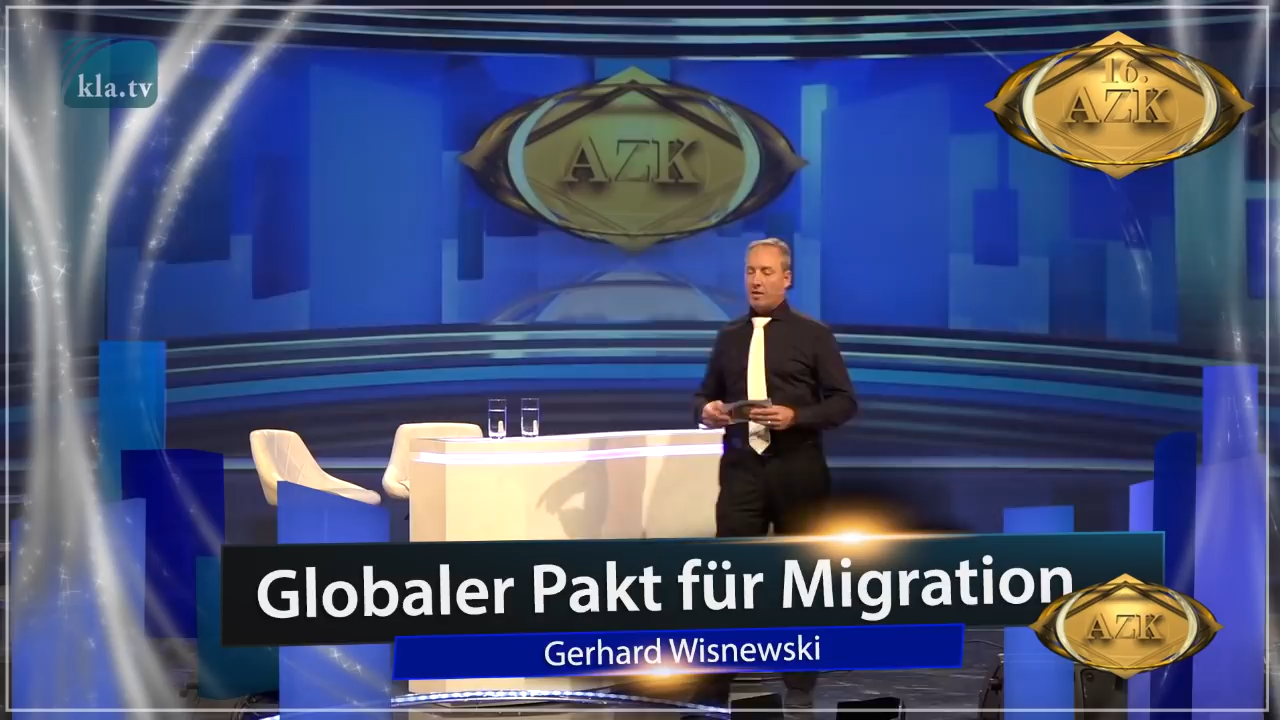 kla.tv
16.
AZK
AZK
Globaler Pakt für Migration
Gerhard Wisnewski
AZK